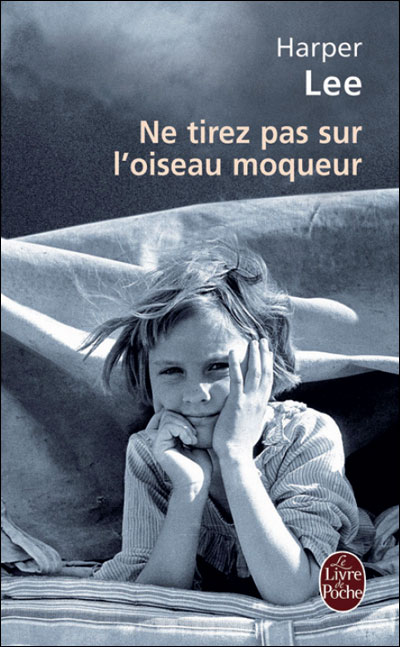 Harper
Lee
Ne tirez pas sur
l'oiseau moqueur
Le
Livre
de
Poche